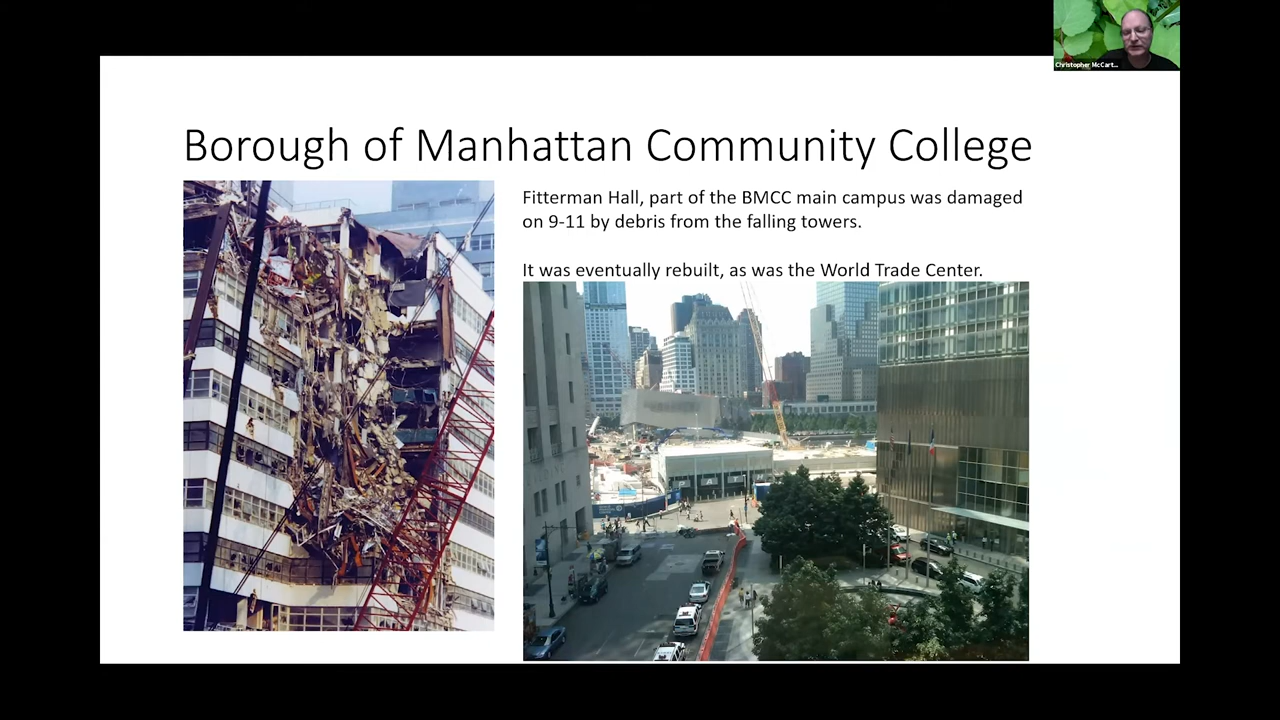 Christopher McCart...
Borough of Manhattan Community College
Fitterman Hall, part of the BMCC main campus was damaged
on 9-11 by debris from the falling towers.
It was eventually rebuilt, as was the World Trade Center.